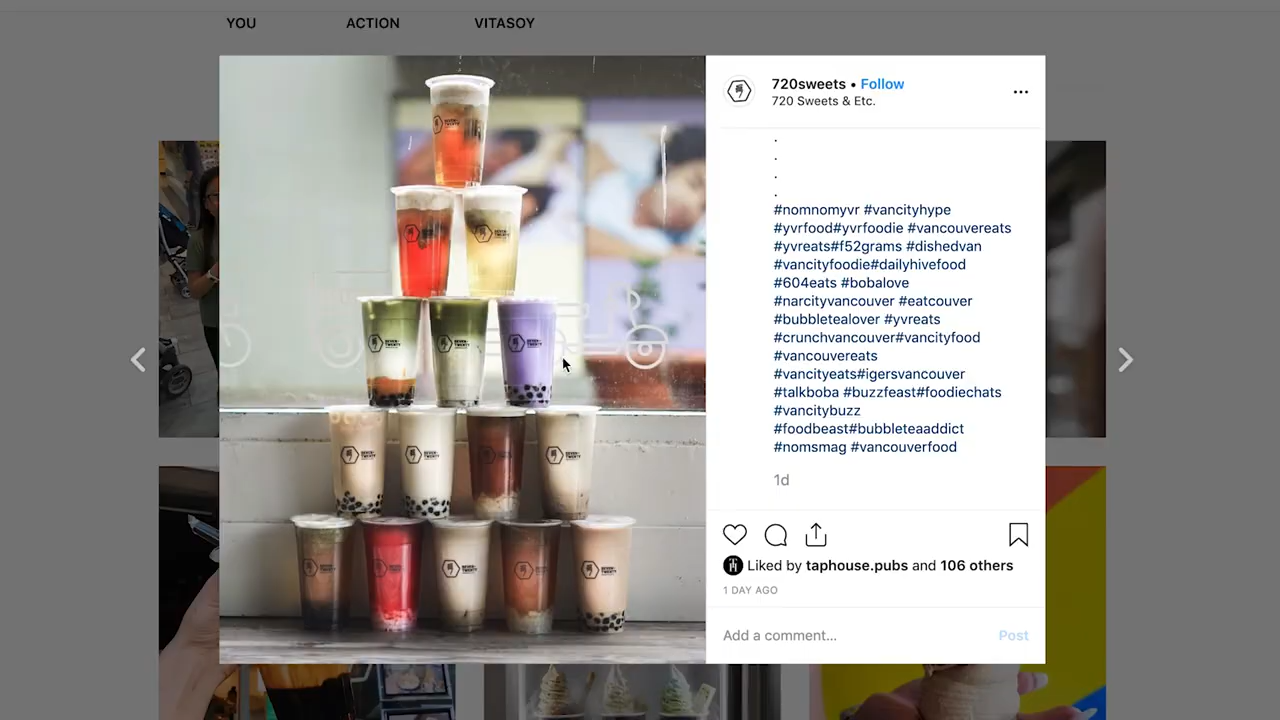 YOU
ACTION
VITASOY
720sweets • Follow
720 Sweets & Etc.
.
.
.
.
#nomnomyvr #vancityhype
#yvrfood#yvrfoodie #vancouvereats
#yvreats#f52grams #dishedvan
#vancityfoodie#dailyhivefood
#604eats #bobalove
#narcityvancouver #eatcouver
#bubbletealover #yvreats
#crunchvancouver#vancityfood
#vancouvereats
#vancityeats#igersvancouver
#talkboba #buzzfeast#foodiechats
#vancitybuzz
#foodbeast#bubbleteaaddict
#nomsmag #vancouverfood
1d
Liked by taphouse.pubs and 106 others
1 DAY AGO
Add a comment...
Post